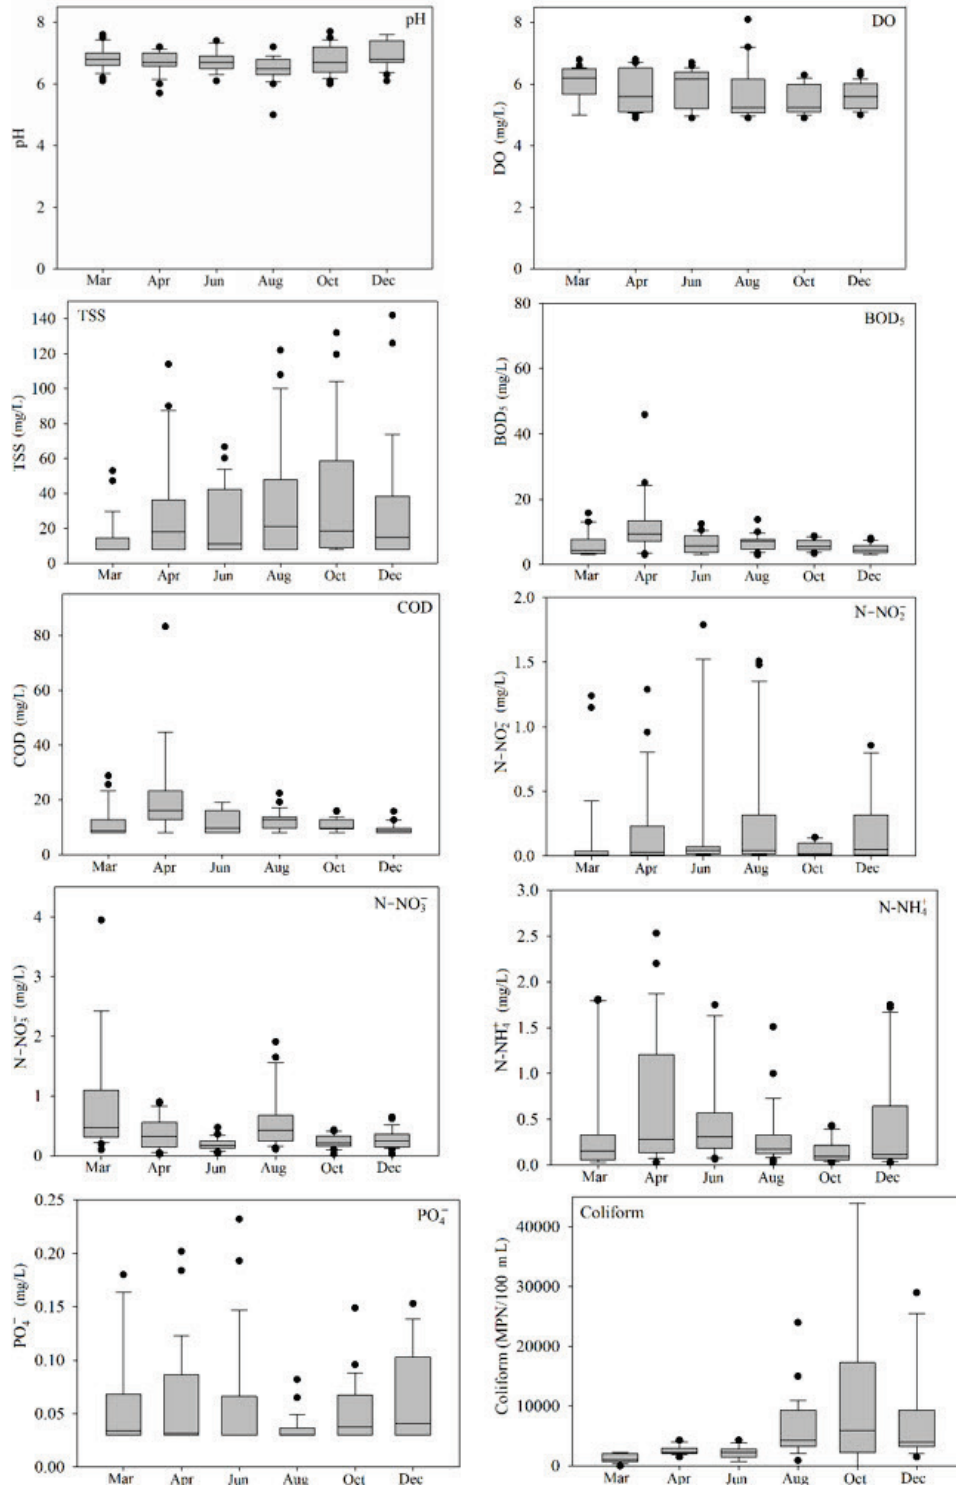 pH
pH
8
6
4
2
0
Mar Apr Jun Aug Oct Dec
DO
DO (mg/L)
8
6
4
2
0
Mar Apr Jun Aug Oct Dec
TSS
TSS (mg/L)
140
120
100
80
60
40
20
0
Mar Apr Jun Aug Oct Dec
BOD₅
BOD₅ (mg/L)
80
60
40
20
0
Mar Apr Jun Aug Oct Dec
COD
COD (mg/L)
80
60
40
20
0
Mar Apr Jun Aug Oct Dec
N-NO₂⁻
N-NO₂⁻ (mg/L)
2.0
1.5
1.0
0.5
0.0
Mar Apr Jun Aug Oct Dec
N-NO₃⁻
N-NO₃⁻ (mg/L)
4
3
2
1
0
Mar Apr Jun Aug Oct Dec
N-NH₄⁺
N-NH₄⁺ (mg/L)
3.0
2.5
2.0
1.5
1.0
0.5
0.0
Mar Apr Jun Aug Oct Dec
PO₄⁻
PO₄⁻ (mg/L)
0.25
0.20
0.15
0.10
0.05
0.00
Mar Apr Jun Aug Oct Dec
Coliform
Coliform (MPN/100 mL)
40000
30000
20000
10000
0
Mar Apr Jun Aug Oct Dec